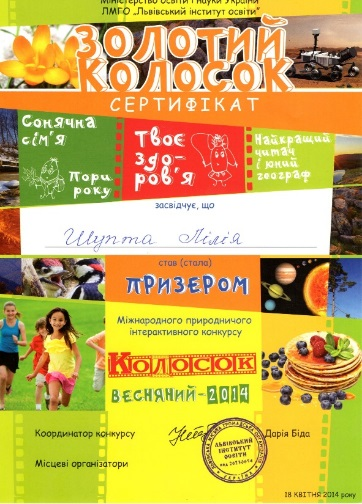 Міністерство освіти і науки України
ЛМГО „Львівський інститут освіти"
ЗОЛОТИЙ
КОЛОСОК
СЕРТИФІКАТ
Сонячна
сім'я
пори
року
Твоє
здо-
ров'я
Найкращий
читач
і юний
географ
засвідчує, що
Шупта Лілія
став (стала)
ПРИЗЕРОМ
Міжнародного природничого
інтерактивного конкурсу
КОЛОСОК
ВЕСНЯНИЙ-2014
Координатор конкурсу
Дарія Біда
ЛЬВІВСЬКИЙ
ІНСТИТУТ
ОСВІТИ
Місцеві організатори
18 КВІТНЯ 2014 року